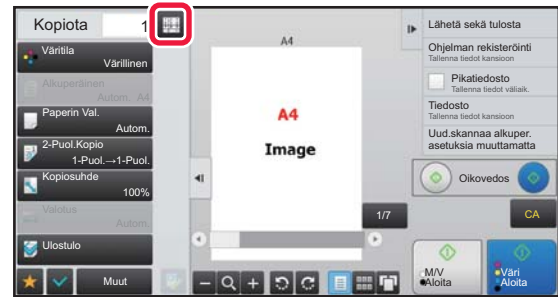 Kopiota
1
A4
Väritila
Värillinen
Alkuperäinen
Autom. A4
Paperin Val.
Autom.
2-Puol.Kopio
1-Puol.→1-Puol.
Kopiosuhde
100%
Valotus
Autom.
Ulostulo
Muut
A4
Image
1/7
Lähetä sekä tulosta
Ohjelman rekisteröinti
Tallenna tiedot kansioon
Pikatiedosto
Tallenna tiedot väliaik.
Tiedosto
Tallenna tiedot kansioon
Uud.skannaa alkuper.
asetuksia muuttamatta
Oikovedos
CA
M/V
Aloita
Väri
Aloita